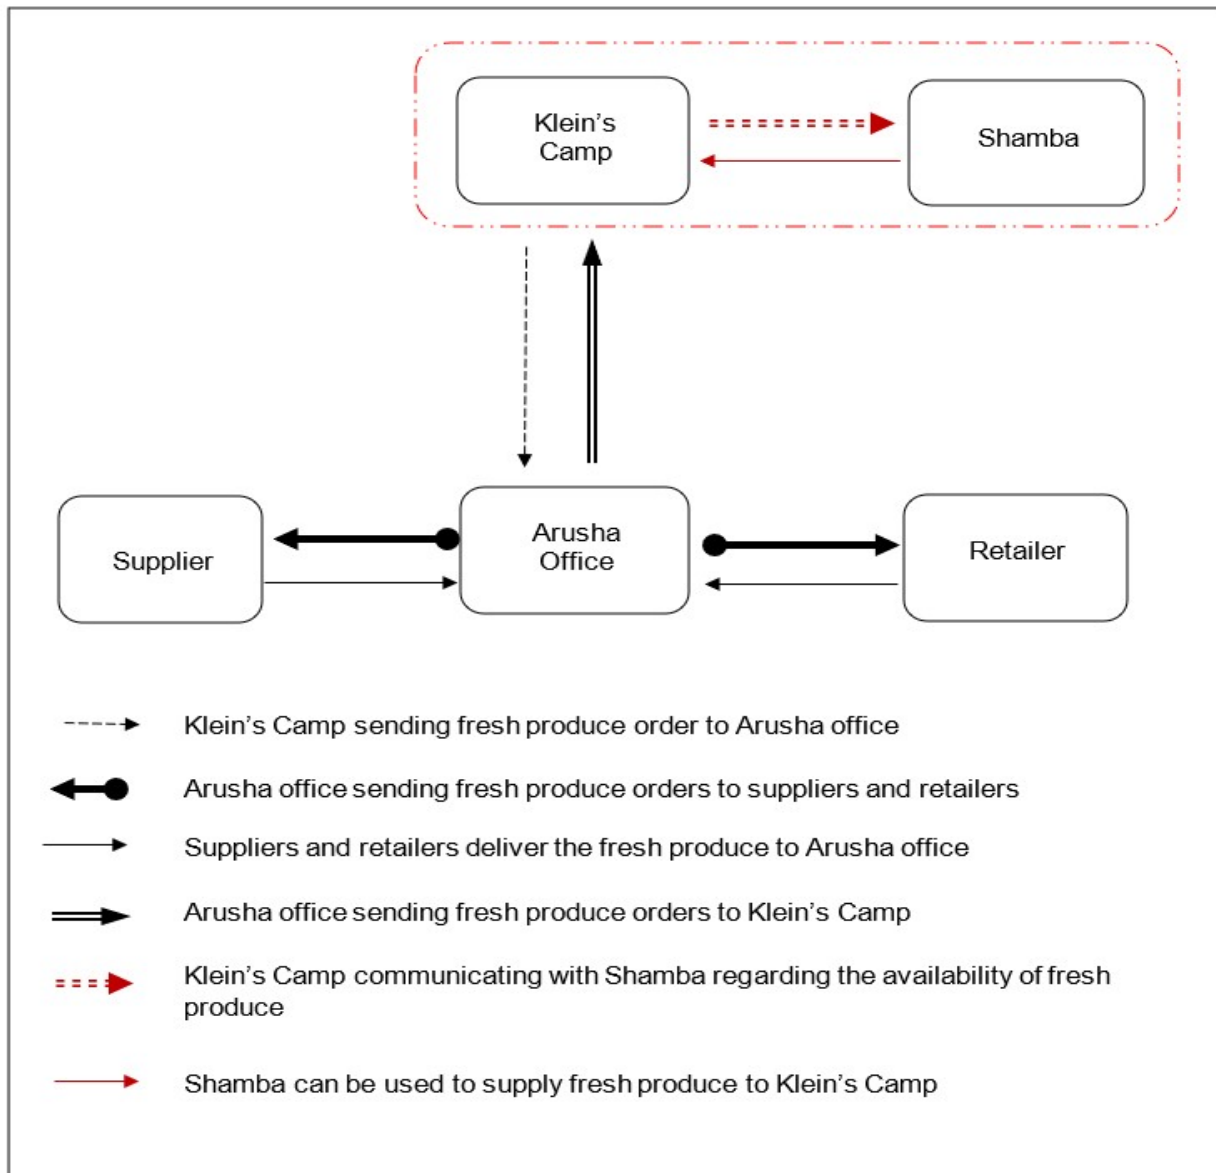 Klein’s
Camp
Shamba
Supplier
Arusha
Office
Retailer
Klein’s Camp sending fresh produce order to Arusha office
Arusha office sending fresh produce orders to suppliers and retailers
Suppliers and retailers deliver the fresh produce to Arusha office
Arusha office sending fresh produce orders to Klein’s Camp
Klein’s Camp communicating with Shamba regarding the availability of fresh
produce
Shamba can be used to supply fresh produce to Klein’s Camp